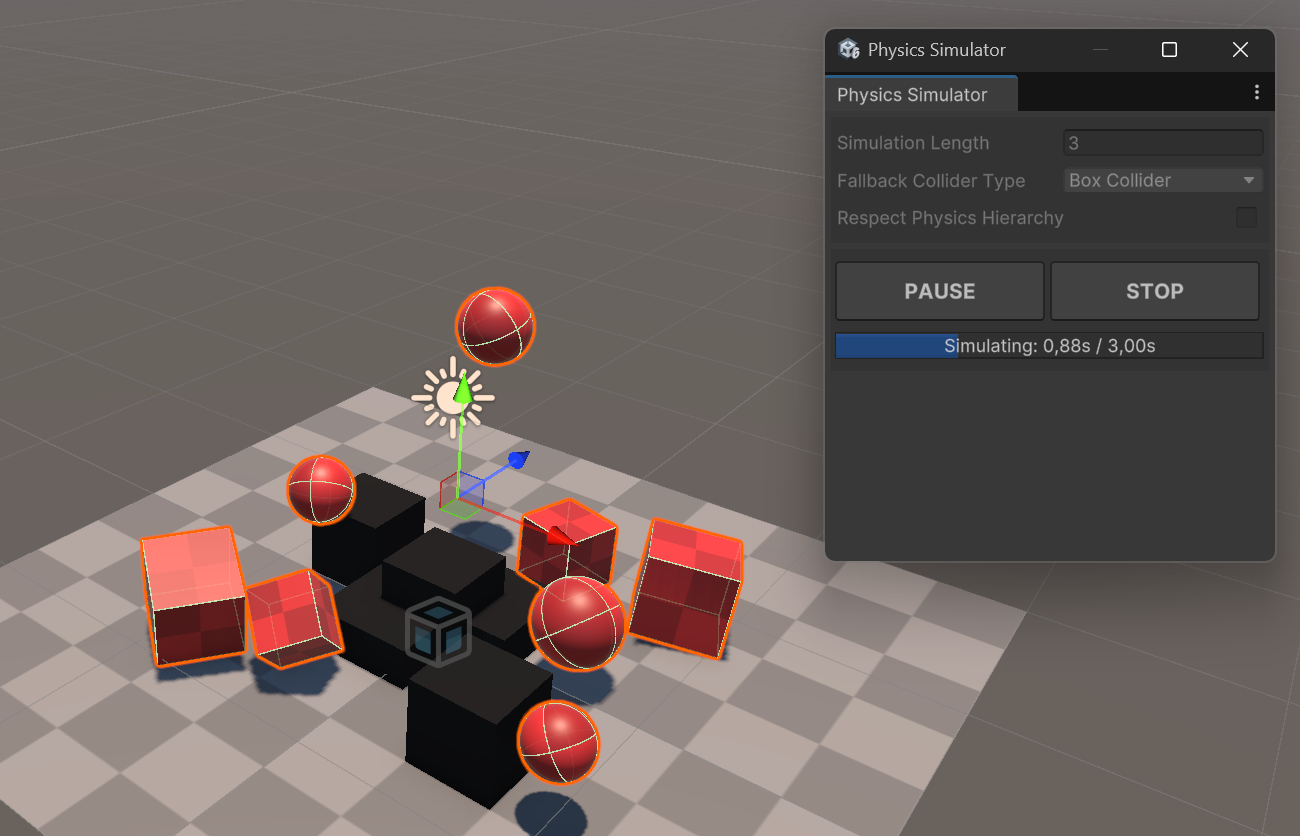 Physics Simulator
Physics Simulator
Simulation Length 3
Fallback Collider Type Box Collider
Respect Physics Hierarchy
PAUSE STOP
Simulating: 0,88s / 3,00s